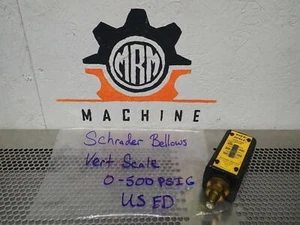 MRM
MACHINE
Schrader Bellows
Vert Scale
0-500 PSIG
USED